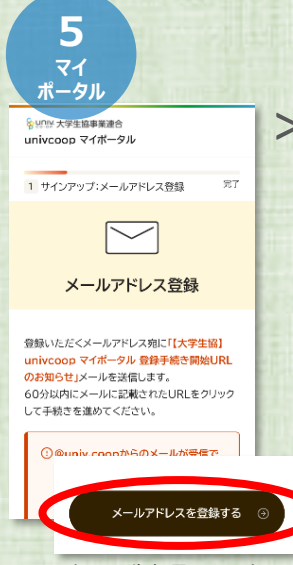 5
マイ
ポータル
univ 大学生協事業連合
univcoop マイポータル
1 サインアップ:メールアドレス登録 完了
メールアドレス登録
登録いただくメールアドレス宛に「【大学生協】
univcoop マイポータル 登録手続き開始URL
のお知らせ」メールを送信します。
60分以内にメールに記載されたURLをクリック
して手続きを進めてください。
@univ.coopからのメールが受信で
メールアドレスを登録する